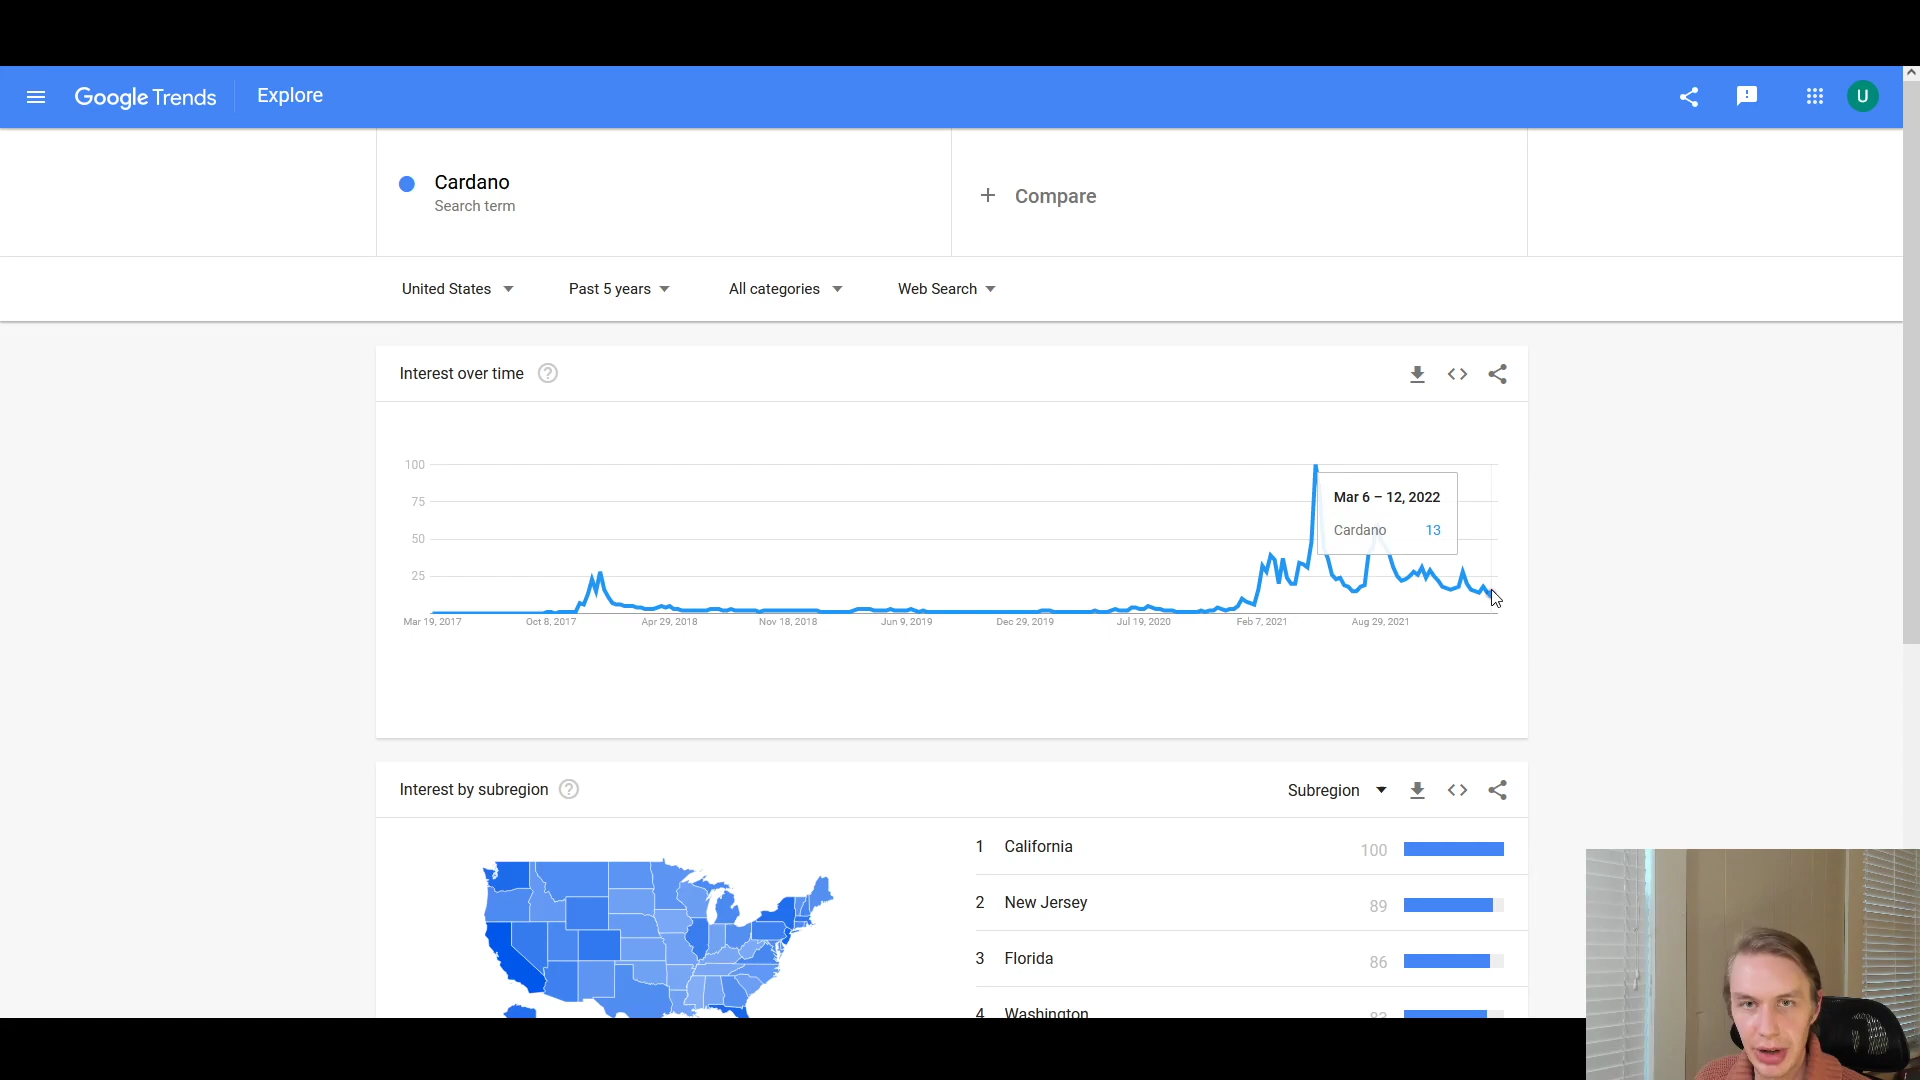 Google Trends
Explore
U
Cardano
Search term
+ Compare
United States
Past 5 years
All categories
Web Search
Interest over time
100
75
50
25
Mar 6 – 12, 2022
Cardano 13
Mar 19, 2017
Oct 8, 2017
Apr 29, 2018
Nov 18, 2018
Jun 9, 2019
Dec 29, 2019
Jul 19, 2020
Feb 7, 2021
Aug 29, 2021
Interest by subregion
Subregion
1 California 100
2 New Jersey 89
3 Florida 86
4 Washington